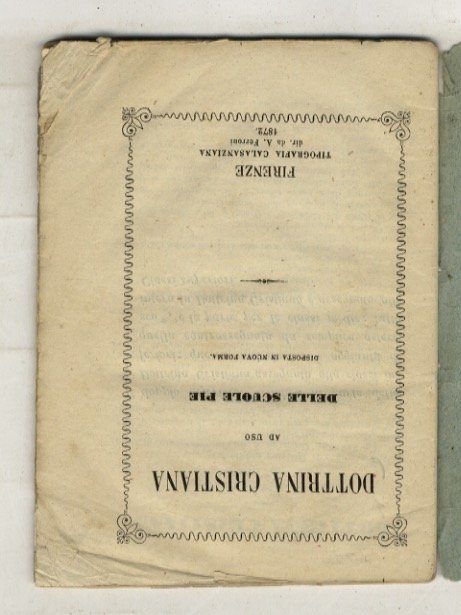 DOTTRINA CRISTIANA
AD USO
DELLE SCUOLE PIE
DISPOSTA IN NUOVA FORMA.
FIRENZE
TIPOGRAFIA CALASANZIANA
dir. da A. Ferroni
1872.